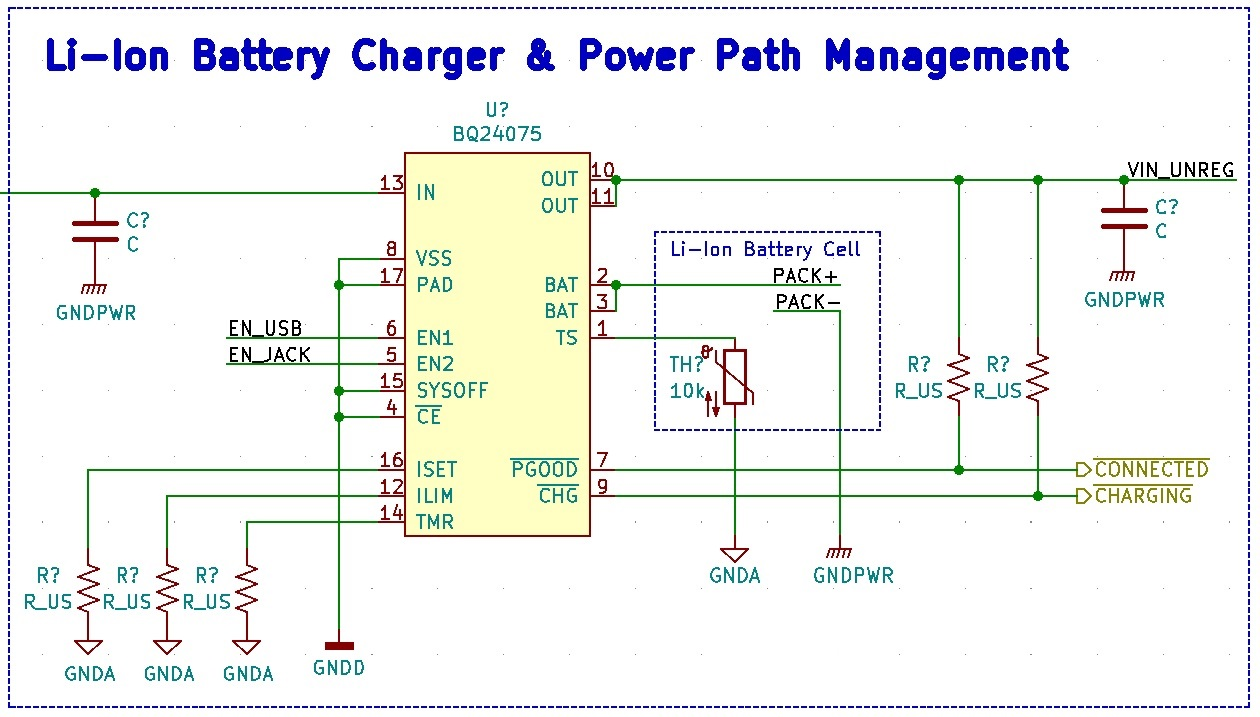 Li-Ion Battery Charger & Power Path Management
U?
BQ24075
13 IN
OUT 10
OUT 11
VIN_UNREG
C?
C
GNDPWR
C?
C
GNDPWR
8 VSS
17 PAD
BAT 2
BAT 3
TS 1
Li-Ion Battery Cell
PACK+
PACK-
EN_USB 6 EN1
EN_JACK 5 EN2
15 SYSOFF
4 CE
TH?
10k
θ
R?
R_US
R?
R_US
16 ISET
12 ILIM
14 TMR
PGOOD 7
CHG 9
CONNECTED
CHARGING
R?
R_US
R?
R_US
R?
R_US
GNDA
GNDA
GNDA
GNDD
GNDA
GNDPWR